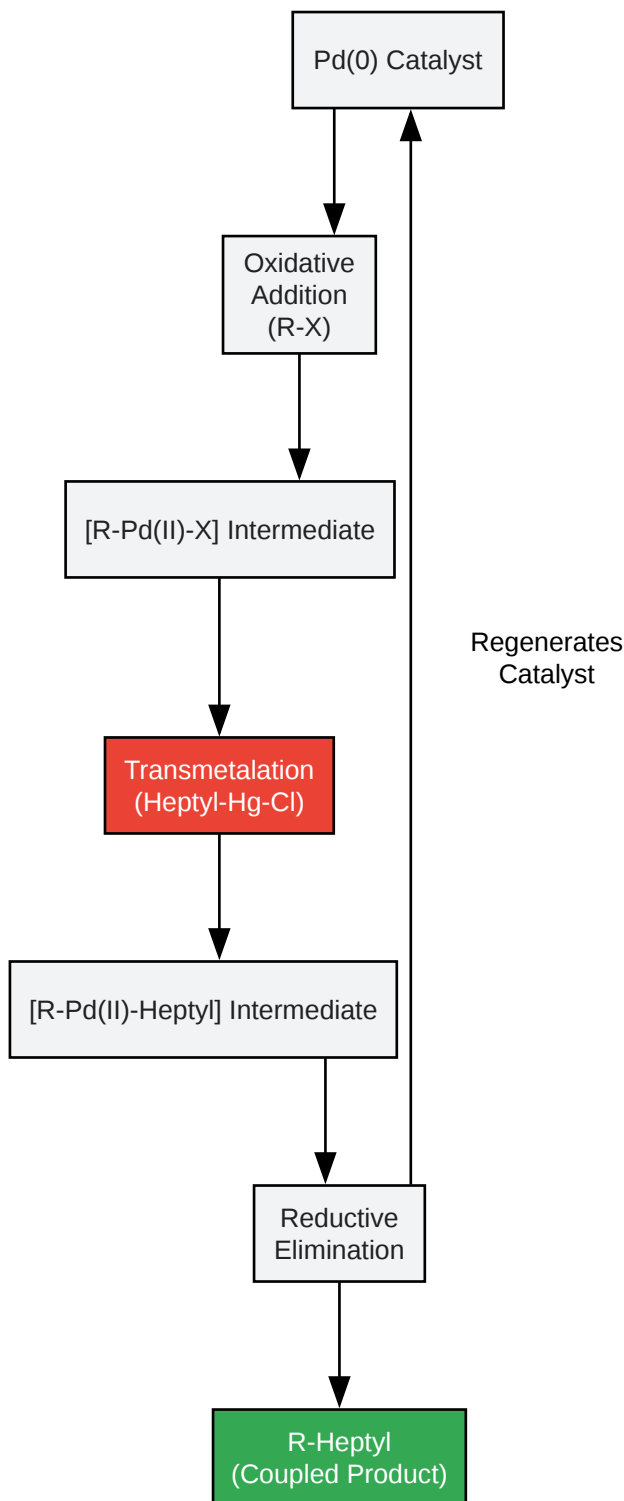 Pd(0) Catalyst
Oxidative
Addition
(R-X)
[R-Pd(II)-X] Intermediate
Regenerates
Catalyst
Transmetalation
(Heptyl-Hg-Cl)
[R-Pd(II)-Heptyl] Intermediate
Reductive
Elimination
R-Heptyl
(Coupled Product)